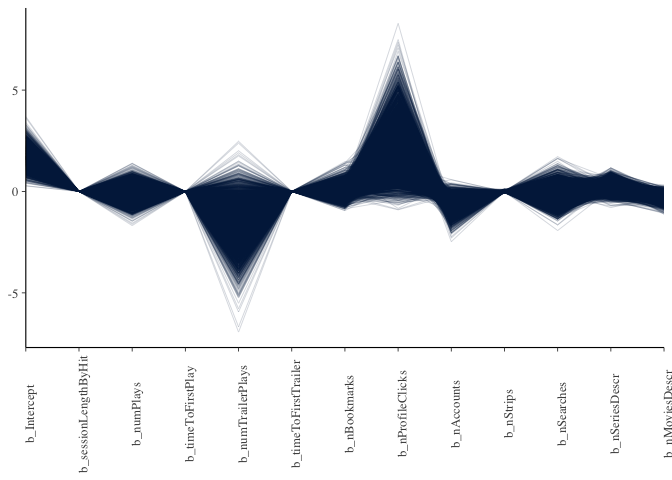 5
0
-5
b_Intercept
b_sessionLengthByHit
b_numPlays
b_timeToFirstPlay
b_numTrailerPlays
b_timeToFirstTrailer
b_nBookmarks
b_nProfileClicks
b_nAccounts
b_nStrips
b_nSearches
b_nSeriesDescr
b_nMoviesDescr